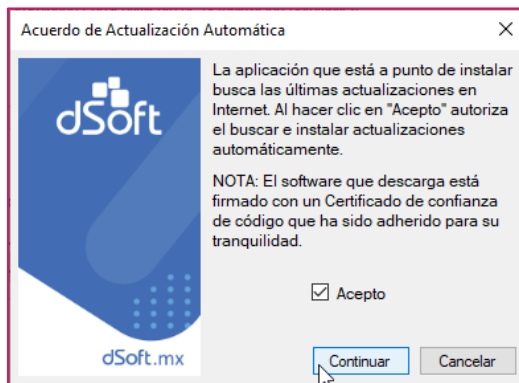 Acuerdo de Actualización Automática
La aplicación que está a punto de instalar
busca las últimas actualizaciones en
Internet. Al hacer clic en "Acepto" autoriza
el buscar e instalar actualizaciones
automáticamente.
NOTA: El software que descarga está
firmado con un Certificado de confianza
de código que ha sido adherido para su
tranquilidad.
dSoft
Acepto
dSoft.mx
Continuar
Cancelar